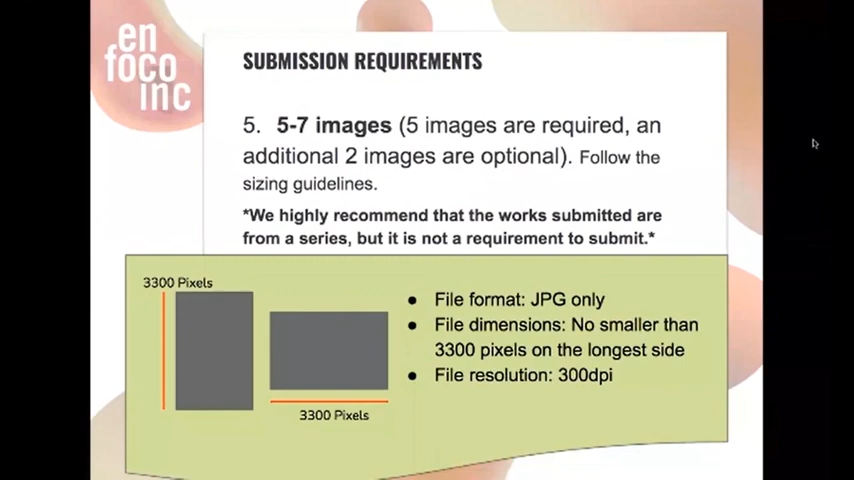 en
foco
inc
SUBMISSION REQUIREMENTS
5. 5-7 images (5 images are required, an
additional 2 images are optional). Follow the
sizing guidelines.
*We highly recommend that the works submitted are
from a series, but it is not a requirement to submit.*
3300 Pixels
3300 Pixels
● File format: JPG only
● File dimensions: No smaller than
3300 pixels on the longest side
● File resolution: 300dpi